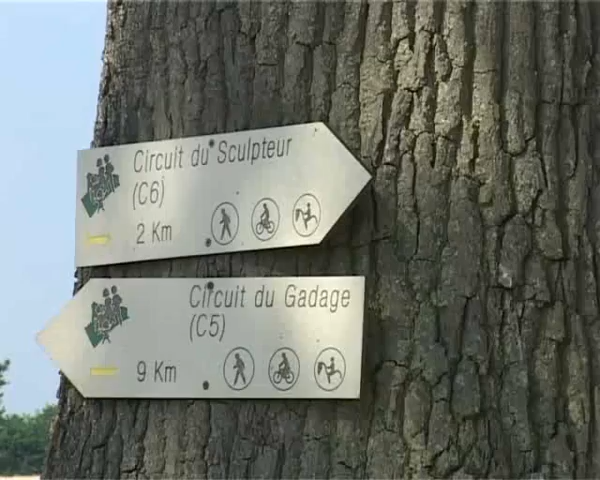 Circuit du Sculpteur
(C6)
2 Km
Circuit du Gadage
(C5)
9 Km